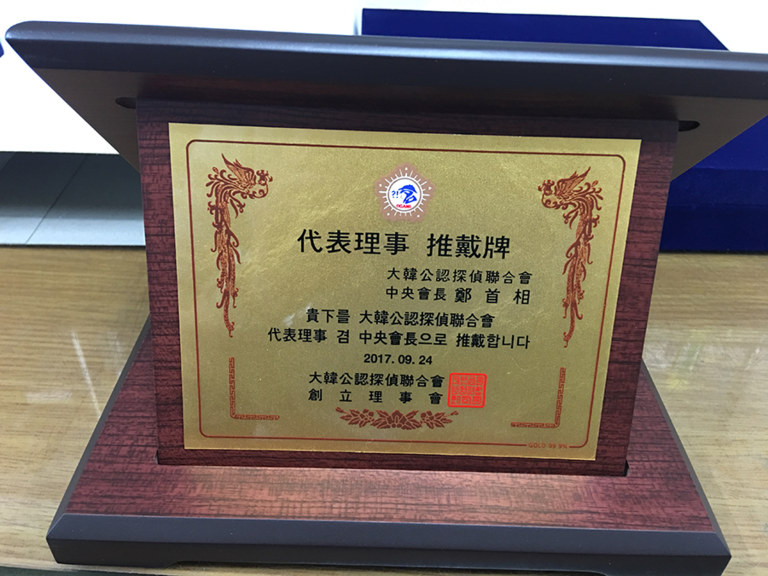 代表理事 推戴牌
大韓公認探偵聯合會
中央會長 鄭首相
貴下를 大韓公認探偵聯合會
代表理事 겸 中央會長으로 推戴합니다
2017. 09. 24
大韓公認探偵聯合會
創立理事會
GOLD 99.9%